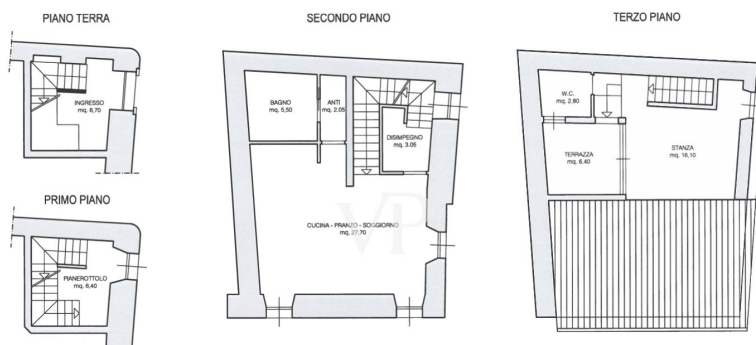 PIANO TERRA
INGRESSO
mq. 6,70
PRIMO PIANO
PIANEROTTOLO
mq. 6,40
SECONDO PIANO
BAGNO
mq. 5,50
ANTI
mq. 2.05
DISIMPEGNO
mq. 3.05
CUCINA - PRANZO - SOGGIORNO
mq. 27,70
VP
TERZO PIANO
W.C.
mq. 2.80
TERRAZZA
mq. 6,40
STANZA
mq. 16,10